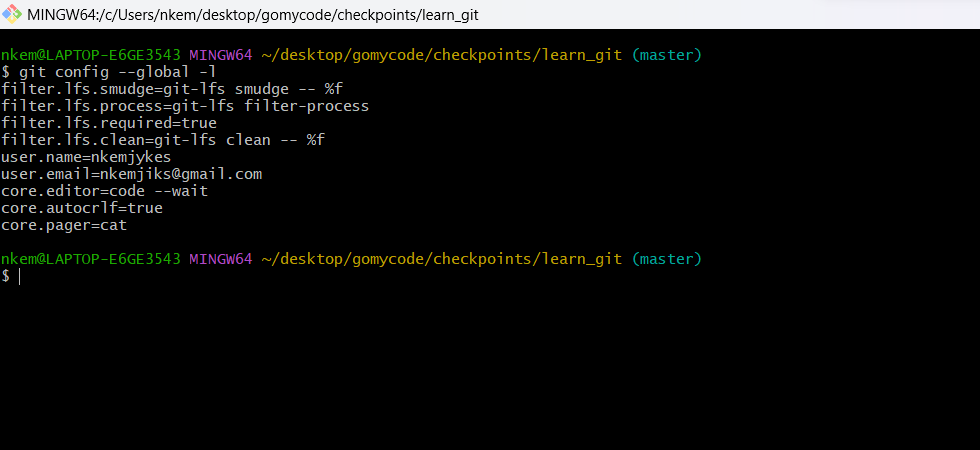 MINGW64:/c/Users/nkem/desktop/gomycode/checkpoints/learn_git
nkem@LAPTOP-E6GE3543 MINGW64 ~/desktop/gomycode/checkpoints/learn_git (master)
$ git config --global -l
filter.lfs.smudge=git-lfs smudge -- %f
filter.lfs.process=git-lfs filter-process
filter.lfs.required=true
filter.lfs.clean=git-lfs clean -- %f
user.name=nkemjykes
user.email=nkemjiks@gmail.com
core.editor=code --wait
core.autocrlf=true
core.pager=cat
nkem@LAPTOP-E6GE3543 MINGW64 ~/desktop/gomycode/checkpoints/learn_git (master)
$